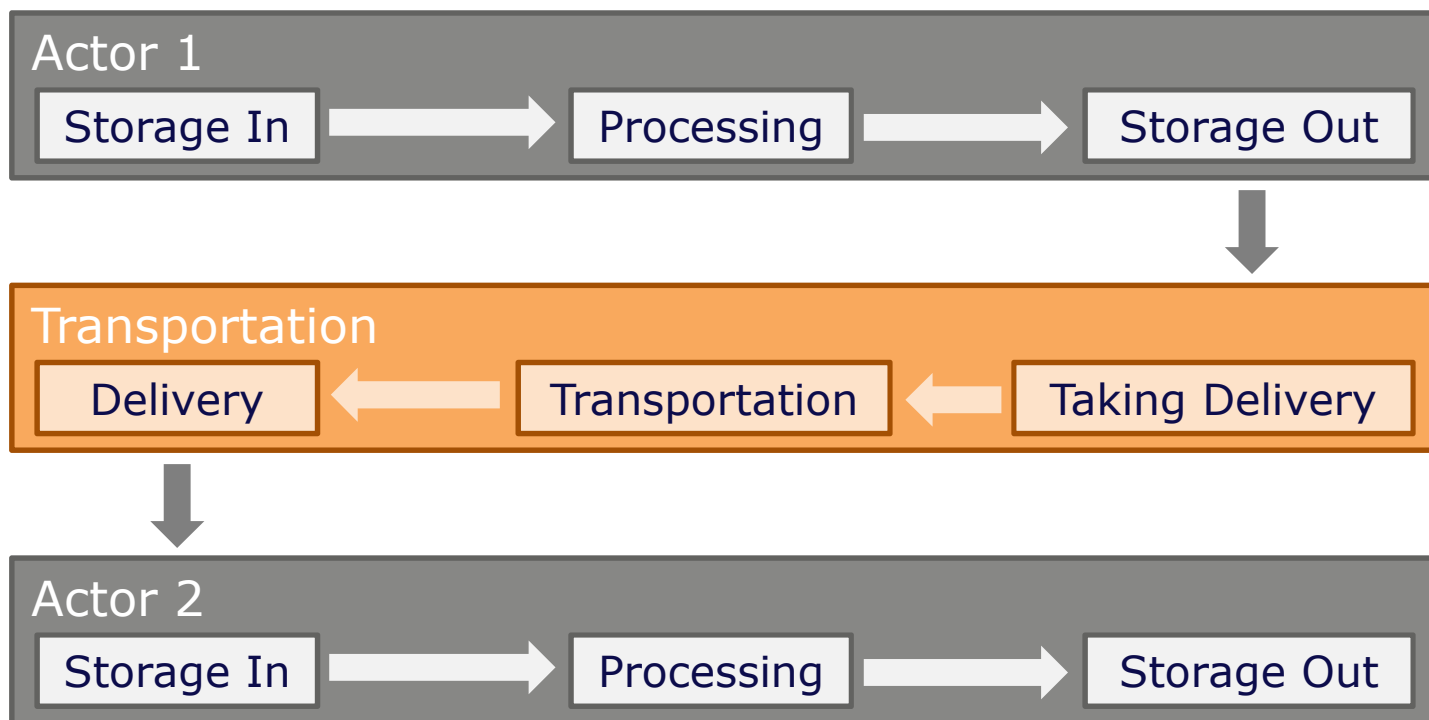 Actor 1
Storage In Processing Storage Out
Transportation
Delivery Transportation Taking Delivery
Actor 2
Storage In Processing Storage Out